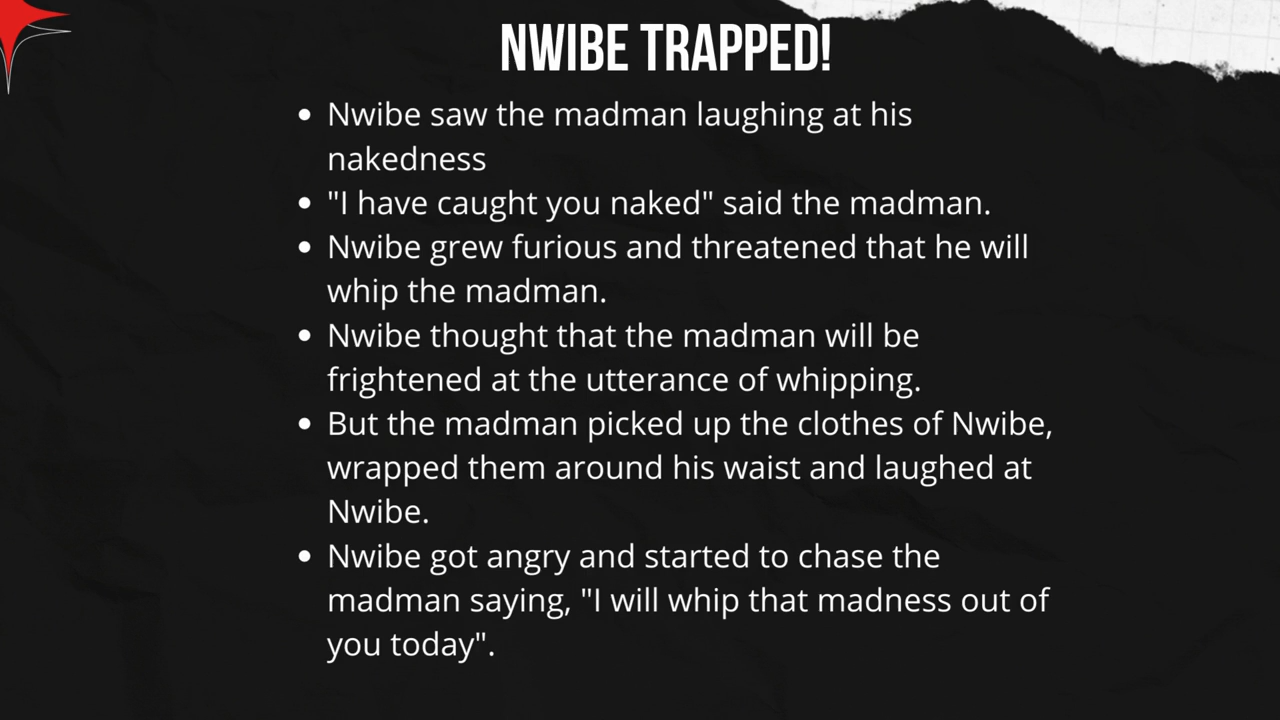 NWIBE TRAPPED!
• Nwibe saw the madman laughing at his
nakedness
• "I have caught you naked" said the madman.
• Nwibe grew furious and threatened that he will
whip the madman.
• Nwibe thought that the madman will be
frightened at the utterance of whipping.
• But the madman picked up the clothes of Nwibe,
wrapped them around his waist and laughed at
Nwibe.
• Nwibe got angry and started to chase the
madman saying, "I will whip that madness out of
you today".